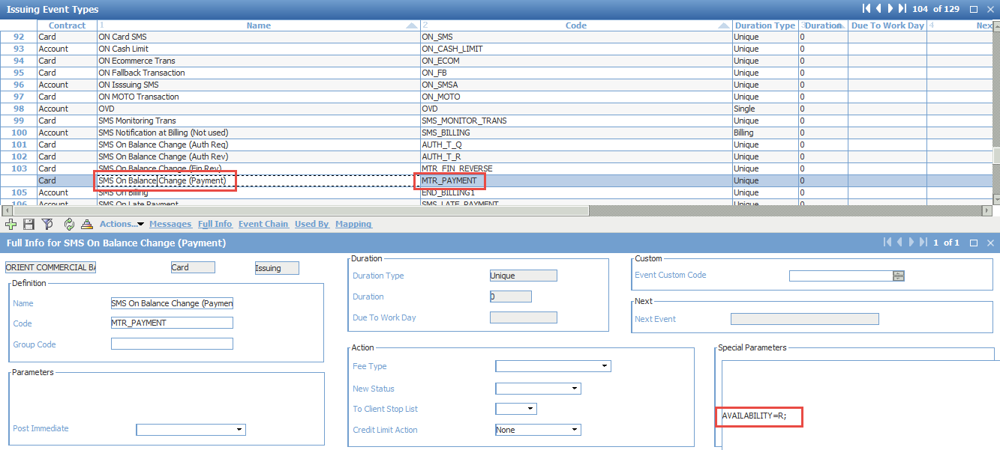 Issuing Event Types
104 of 129
Contract 1 Name 2 Code Duration Type 3 Duration Due To Work Day 4 Nex
92 Card ON Card SMS ON_SMS Unique 0
93 Account ON Cash Limit ON_CASH_LIMIT Unique 0
94 Card ON Ecommerce Trans ON_ECOM Unique 0
95 Card ON Fallback Transaction ON_FB Unique 0
96 Account ON Isssuing SMS ON_SMSA Unique 0
97 Card ON MOTO Transaction ON_MOTO Unique 0
98 Account OVD OVD Single 0
99 Card SMS Monitoring Trans SMS_MONITOR_TRANS Unique 0
100 Account SMS Notification at Billing (Not used) SMS_BILLING Billing 0
101 Card SMS On Balance Change (Auth Req) AUTH_T_Q Unique 0
102 Card SMS On Balance Change (Auth Rev) AUTH_T_R Unique 0
103 Card SMS On Balance Change (Fin Rev) MTR_FIN_REVERSE Unique 0
Card SMS On Balance Change (Payment) MTR_PAYMENT Unique 0
105 Account SMS On Billing END_BILLING1 Unique 0
106 Account SMS On Late Payment SMS_LATE_PAYMENT Unique 0
Actions... Messages Full Info Event Chain Used By Mapping
Full Info for SMS On Balance Change (Payment)
1 of 1
ORIENT COMMERCIAL BA Card Issuing
Definition
Name SMS On Balance Change (Paymen
Code MTR_PAYMENT
Group Code
Parameters
Post Immediate
Duration
Duration Type Unique
Duration 0
Due To Work Day
Action
Fee Type
New Status
To Client Stop List
Credit Limit Action None
Custom
Event Custom Code
Next
Next Event
Special Parameters
AVAILABILITY=R;